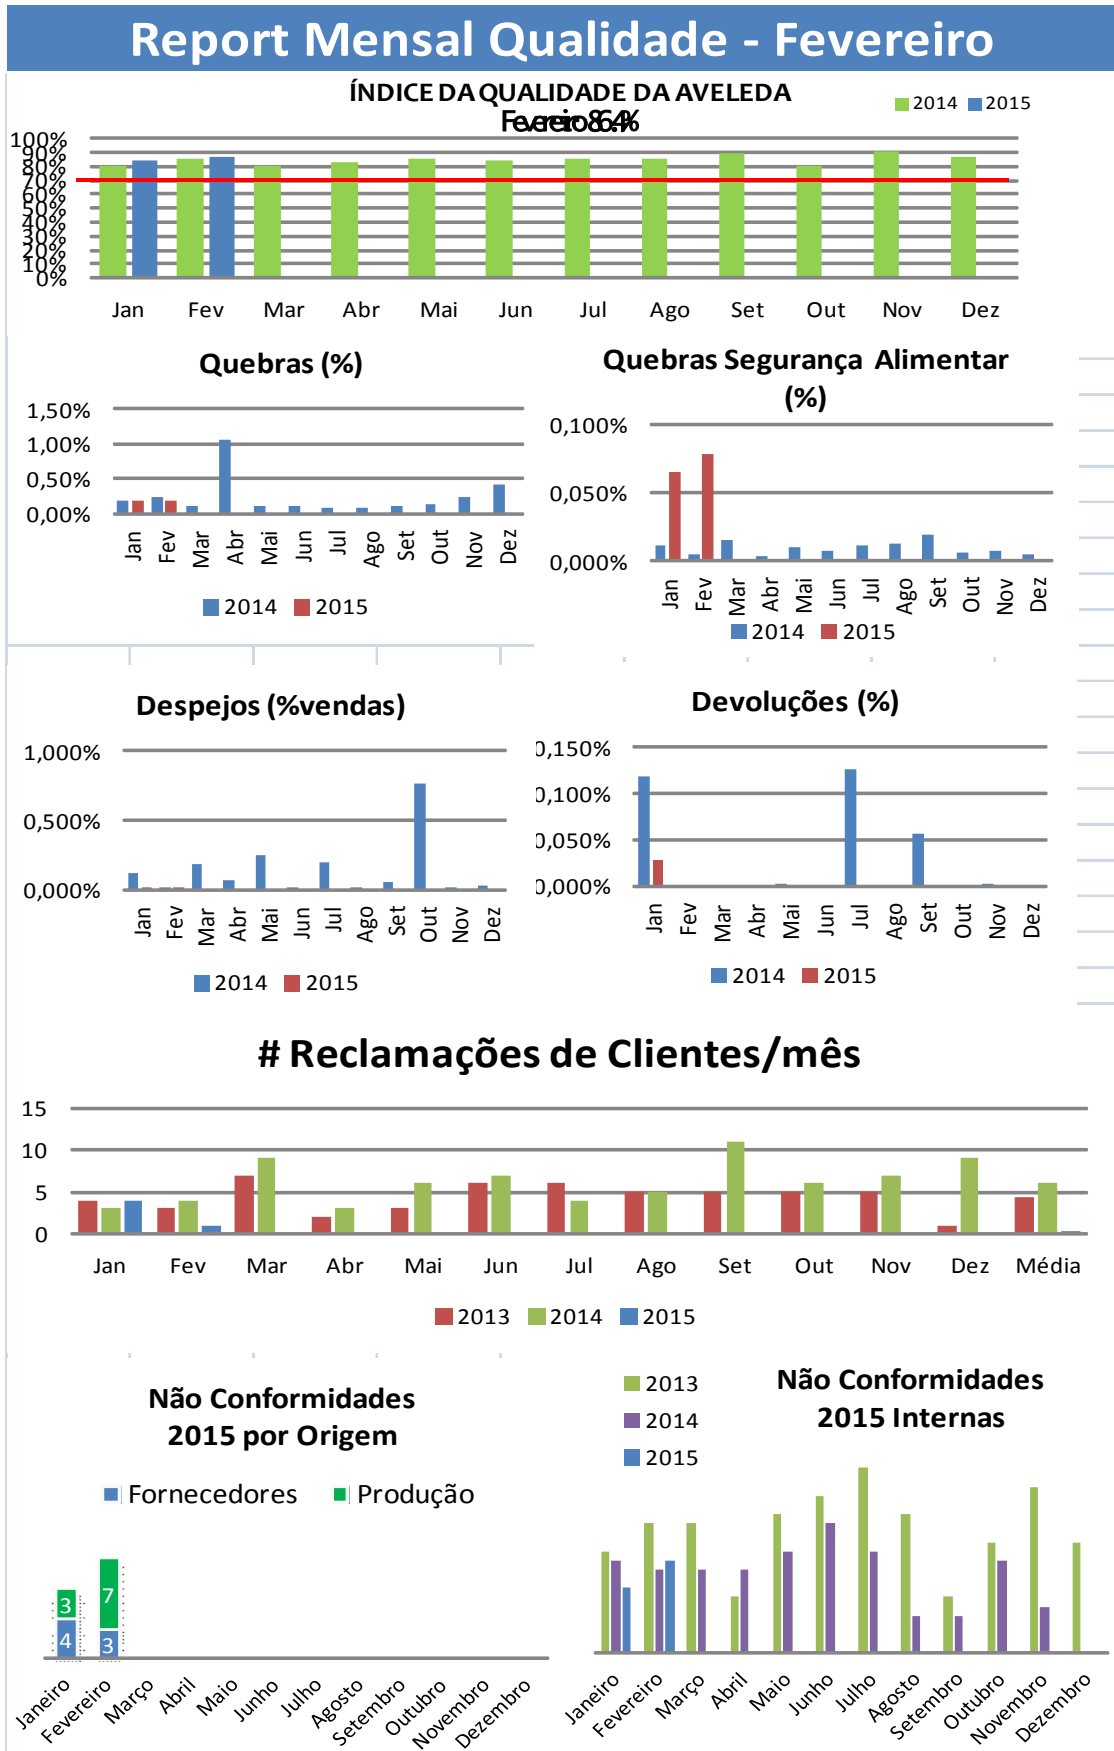 Report Mensal Qualidade - Fevereiro
ÍNDICE DA QUALIDADE DA AVELEDA
2014 2015
100%
90%
80%
70%
60%
50%
40%
30%
20%
10%
0%
Jan Fev Mar Abr Mai Jun Jul Ago Set Out Nov Dez
Quebras (%)
1,50%
1,00%
0,50%
0,00%
Jan Fev Mar Abr Mai Jun Jul Ago Set Out Nov Dez
2014 2015
Quebras Segurança Alimentar
(%)
0,100%
0,050%
0,000%
Jan Fev Mar Abr Mai Jun Jul Ago Set Out Nov Dez
2014 2015
Despejos (%vendas)
1,000%
0,500%
0,000%
Jan Fev Mar Abr Mai Jun Jul Ago Set Out Nov Dez
2014 2015
Devoluções (%)
0,150%
0,100%
0,050%
0,000%
Jan Fev Mar Abr Mai Jun Jul Ago Set Out Nov Dez
2014 2015
# Reclamações de Clientes/mês
15
10
5
0
Jan Fev Mar Abr Mai Jun Jul Ago Set Out Nov Dez Média
2013 2014 2015
Não Conformidades
2015 por Origem
Fornecedores Produção
3
4
7
3
Janeiro Fevereiro Março Abril Maio Junho Julho Agosto Setembro Outubro Novembro Dezembro
2013
2014
2015
Não Conformidades
2015 Internas
Janeiro Fevereiro Março Abril Maio Junho Julho Agosto Setembro Outubro Novembro Dezembro